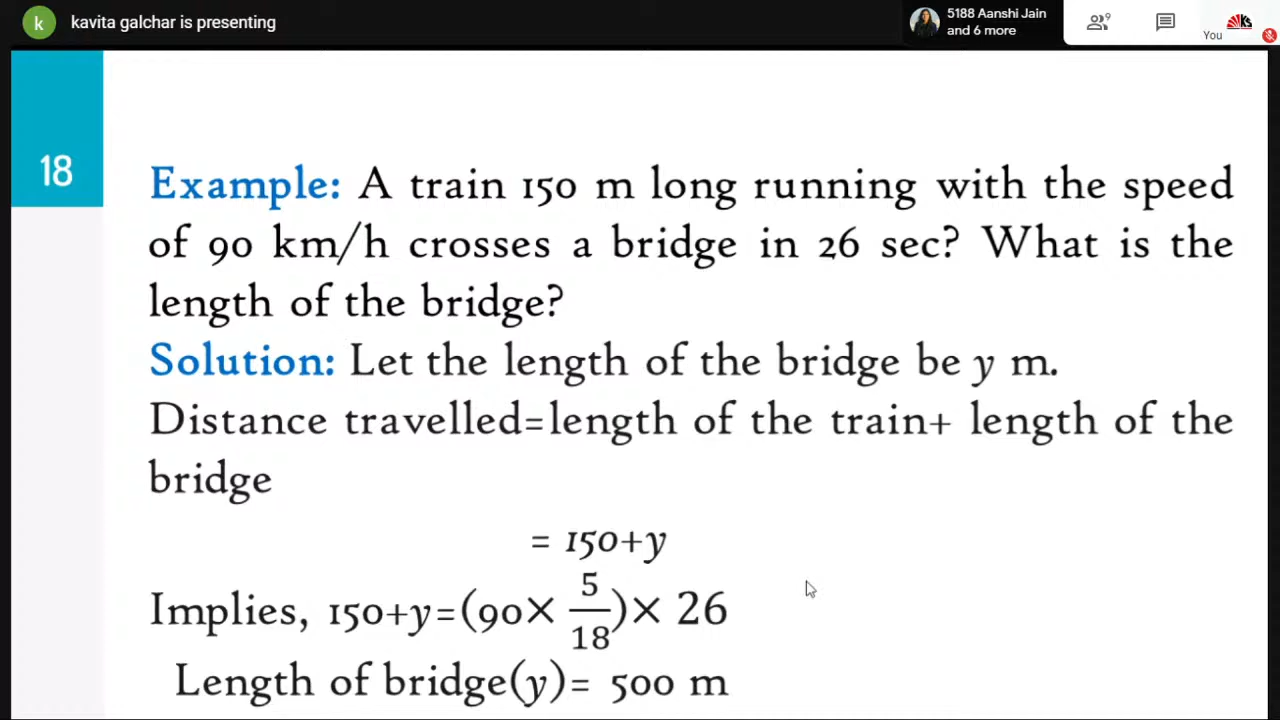 k kavita galchar is presenting
5188 Aanshi Jain
and 6 more
9
ks
You
18
Example: A train 150 m long running with the speed
of 90 km/h crosses a bridge in 26 sec? What is the
length of the bridge?
Solution: Let the length of the bridge be y m.
Distance travelled=length of the train+ length of the
bridge
= 150+y
Implies, 150+y=(90× 5/18)× 26
Length of bridge(y)= 500 m